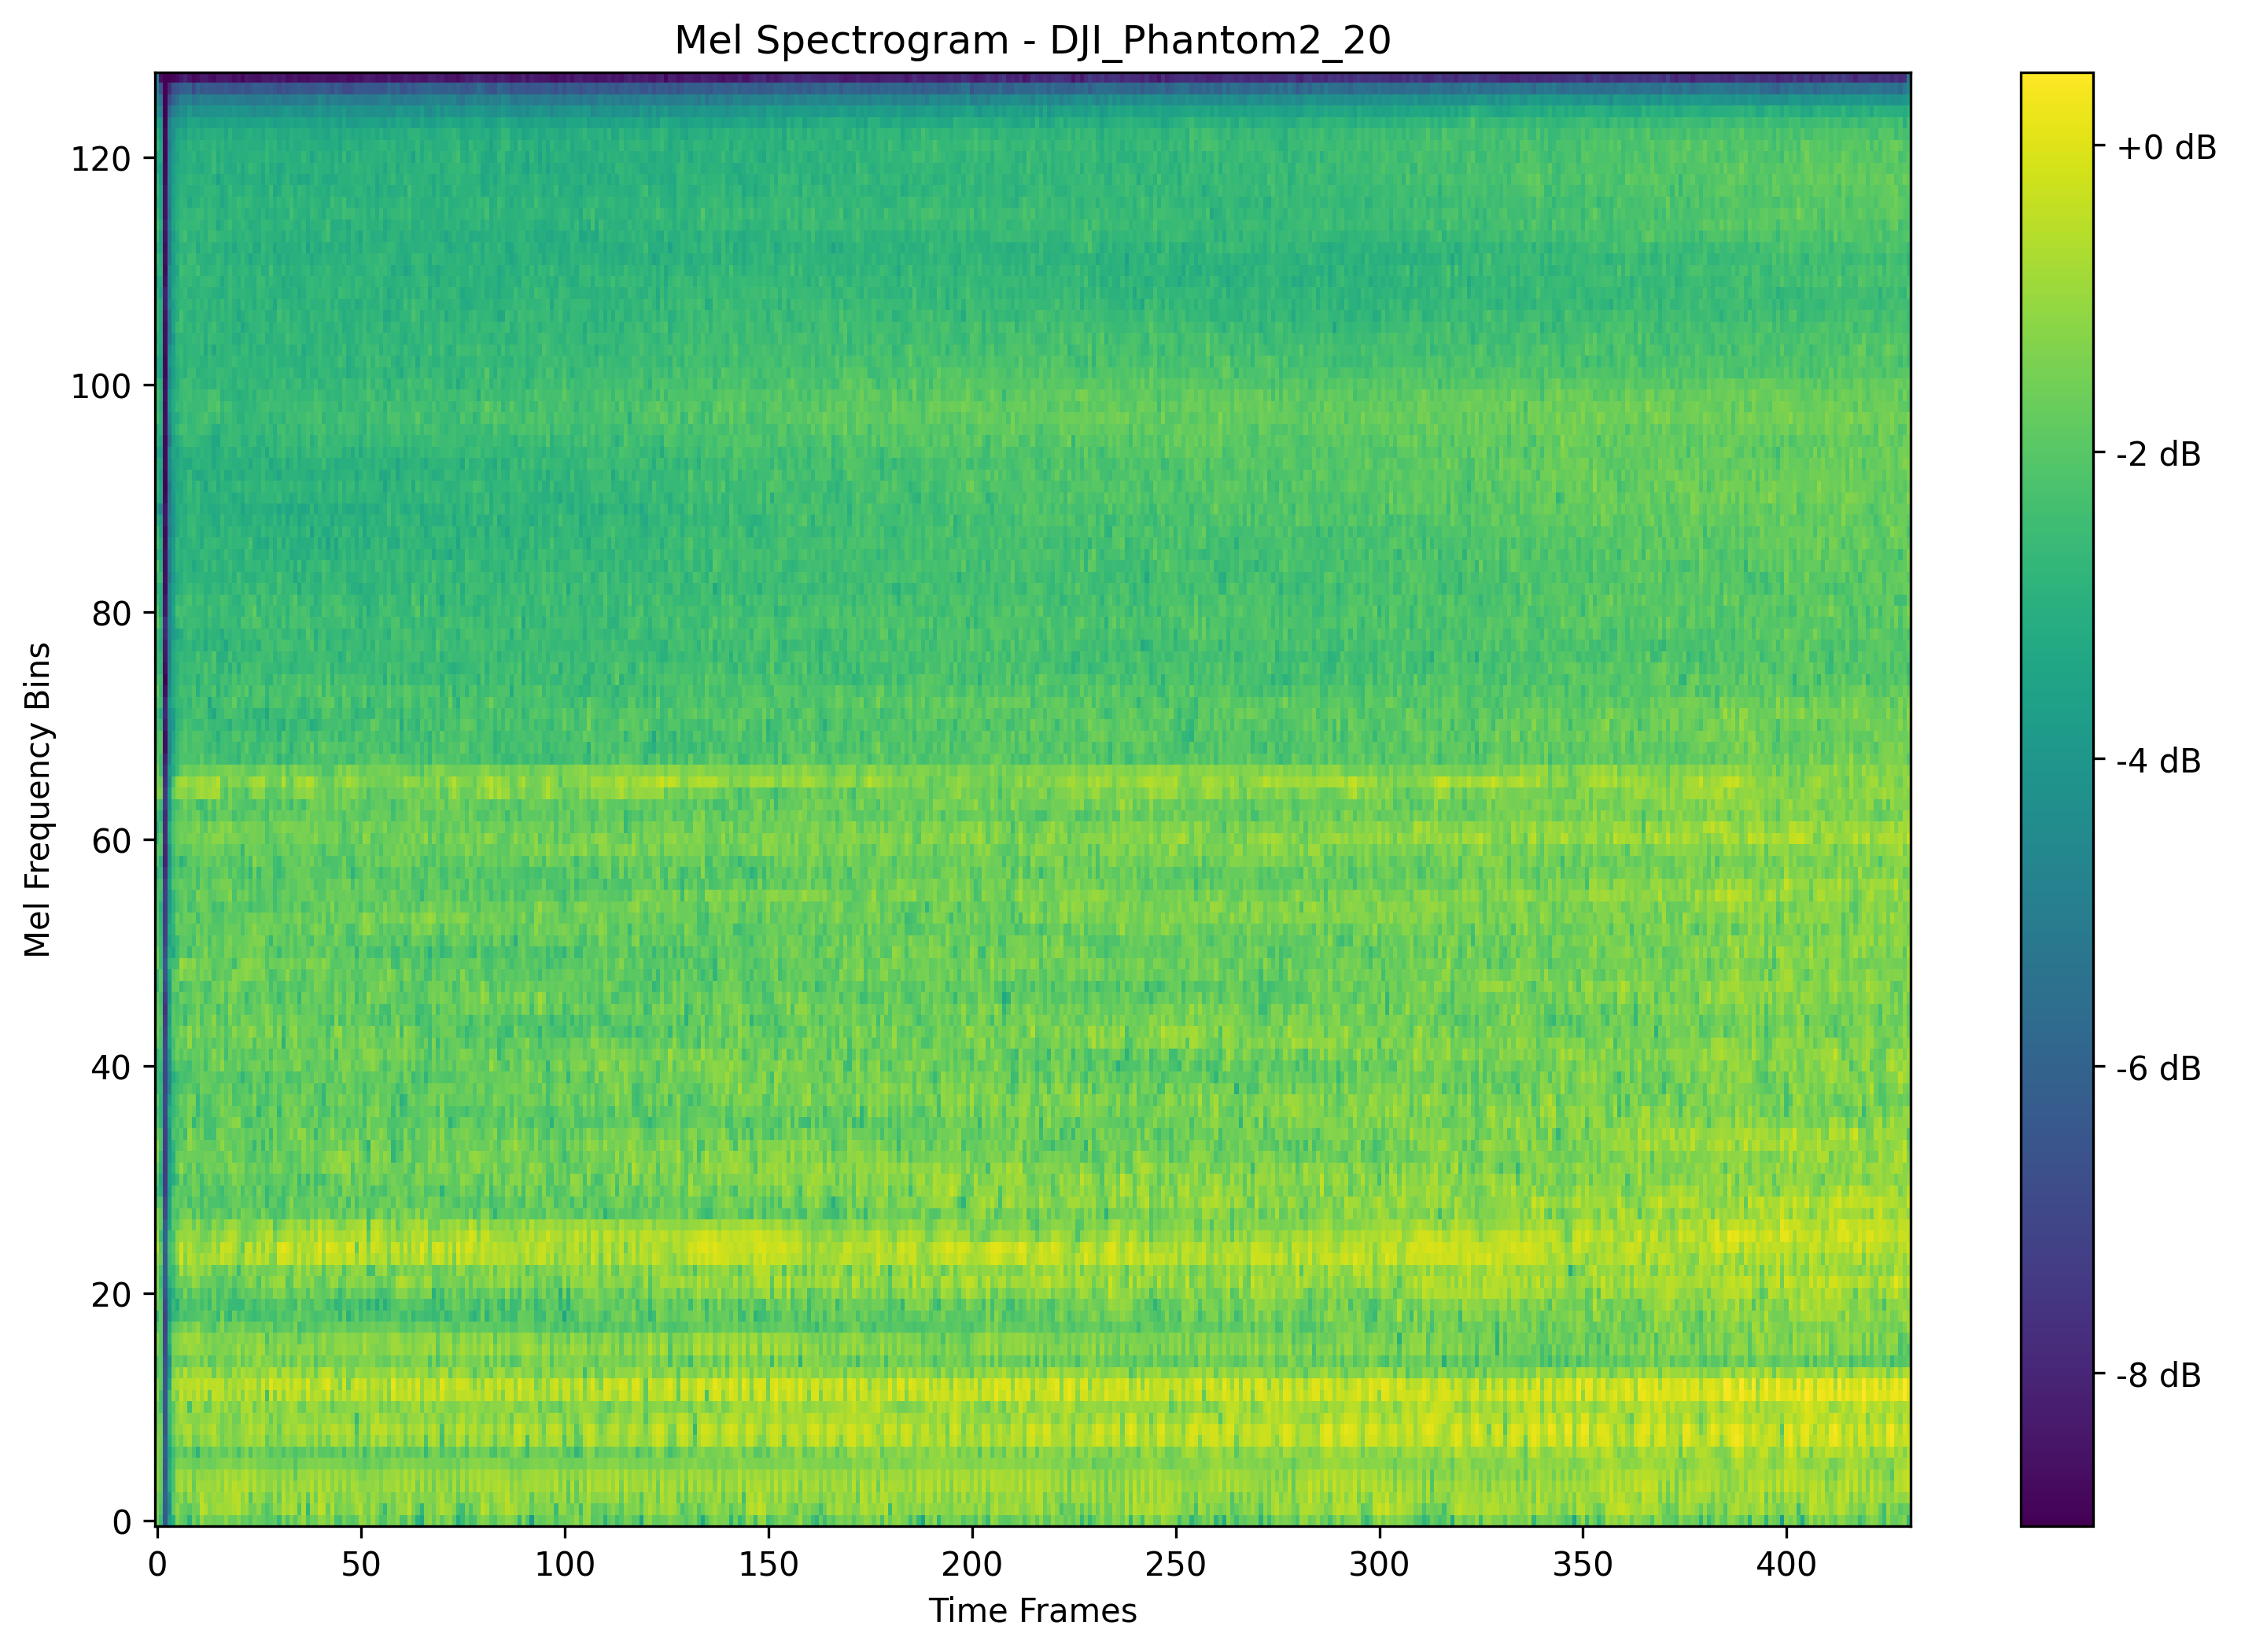 Mel Spectrogram - DJI_Phantom2_20
Mel Frequency Bins
120
100
80
60
40
20
0
0 50 100 150 200 250 300 350 400
Time Frames
+0 dB
-2 dB
-4 dB
-6 dB
-8 dB